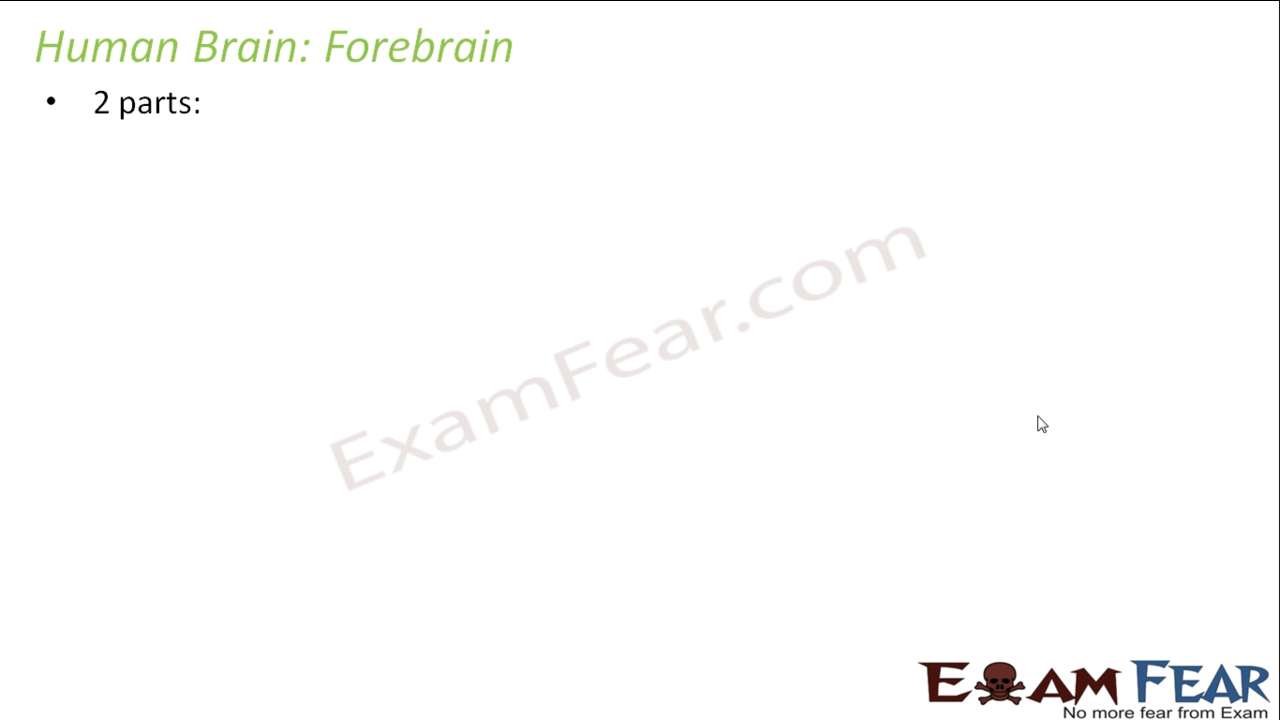 Human Brain: Forebrain
• 2 parts:
ExamFear.com
EXAM FEAR
No more fear from Exam